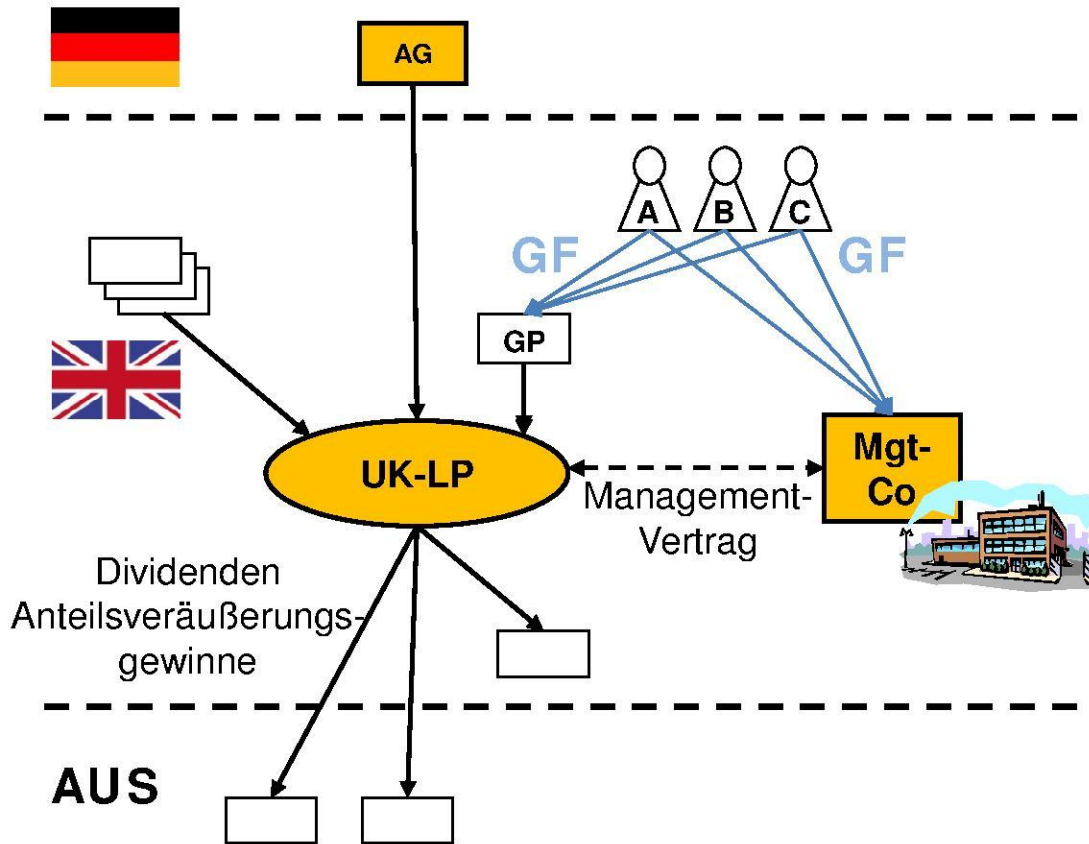 AG
A B C
GF GF
GP
UK-LP
Mgt-
Co
Management-
Vertrag
Dividenden
Anteilsveräußerungs-
gewinne
AUS